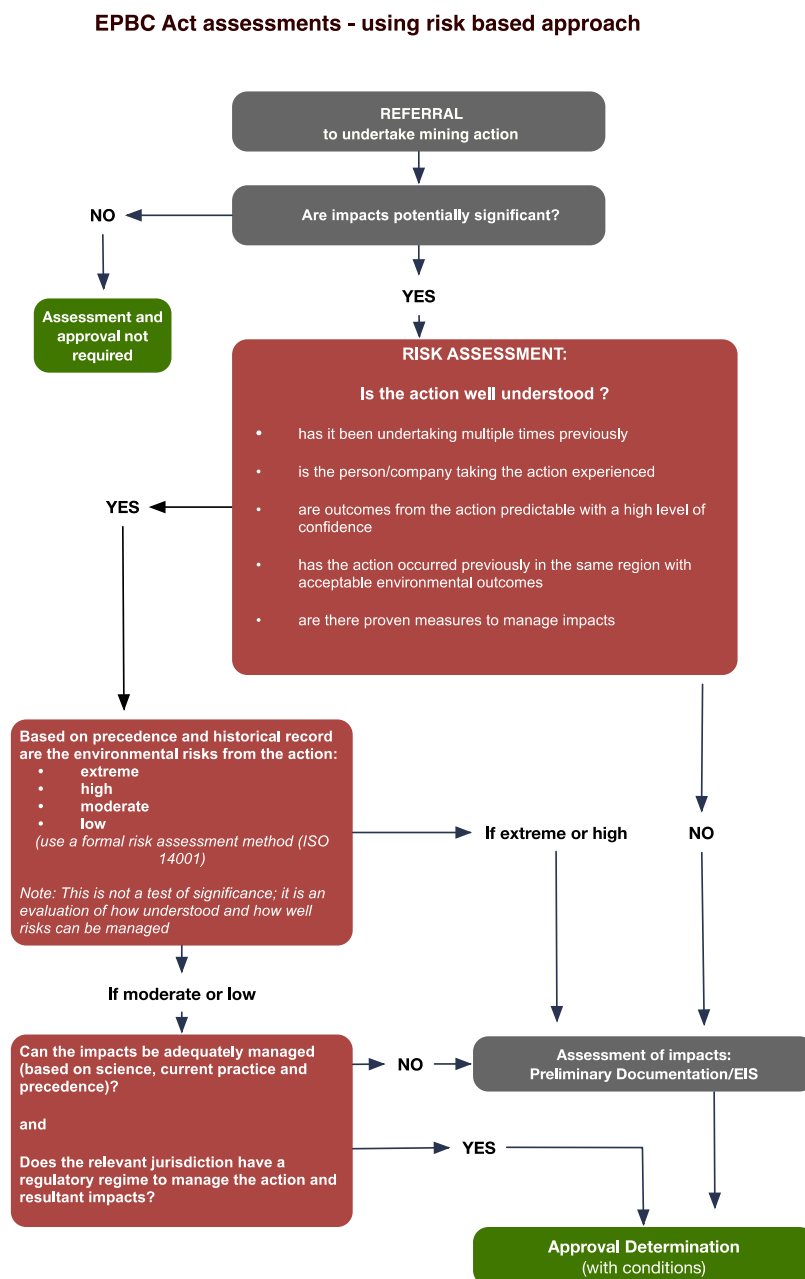 EPBC Act assessments - using risk based approach
REFERRAL
to undertake mining action
Are impacts potentially significant?
NO
YES
Assessment and
approval not
required
RISK ASSESSMENT:
Is the action well understood ?
• has it been undertaking multiple times previously
• is the person/company taking the action experienced
• are outcomes from the action predictable with a high level of
confidence
• has the action occurred previously in the same region with
acceptable environmental outcomes
• are there proven measures to manage impacts
YES
Based on precedence and historical record
are the environmental risks from the action:
• extreme
• high
• moderate
• low
(use a formal risk assessment method (ISO
14001)
Note: This is not a test of significance; it is an
evaluation of how understood and how well
risks can be managed
If extreme or high
NO
If moderate or low
Can the impacts be adequately managed
(based on science, current practice and
precedence)?
and
Does the relevant jurisdiction have a
regulatory regime to manage the action and
resultant impacts?
NO
Assessment of impacts:
Preliminary Documentation/EIS
YES
Approval Determination
(with conditions)